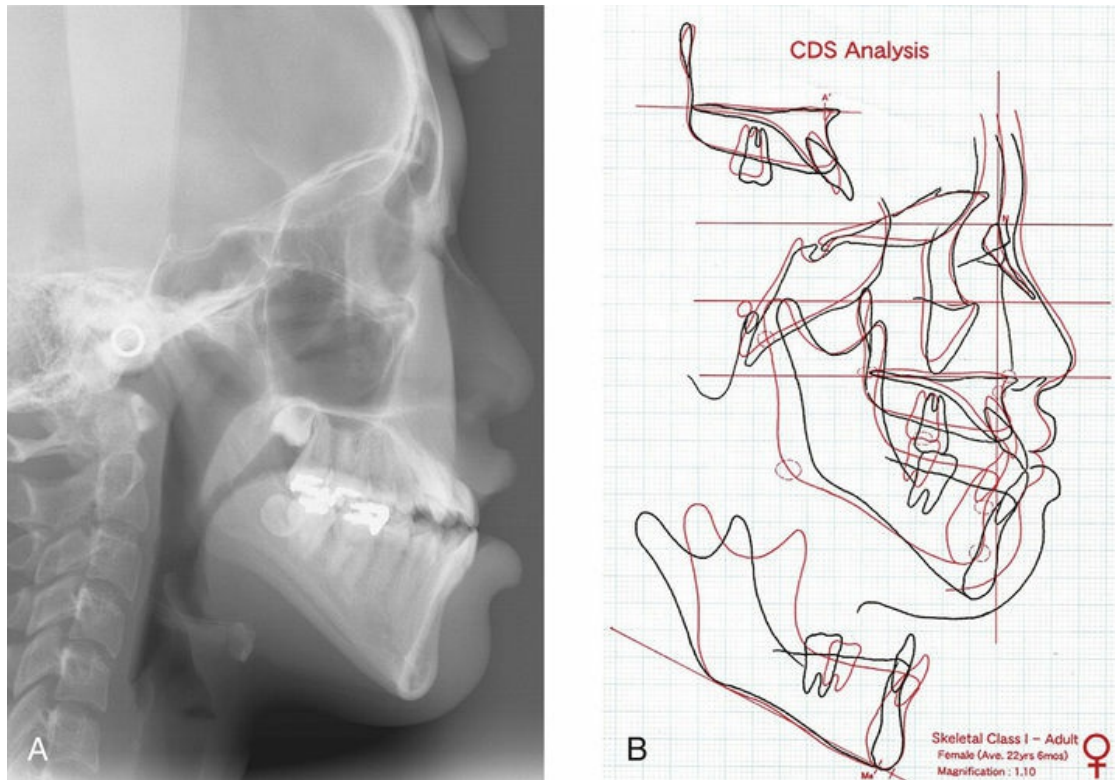 CDS Analysis
A'
N
Me'
Skeletal Class I – Adult
Female (Ave. 22yrs 6mos)
Magnification : 1.10
A
B